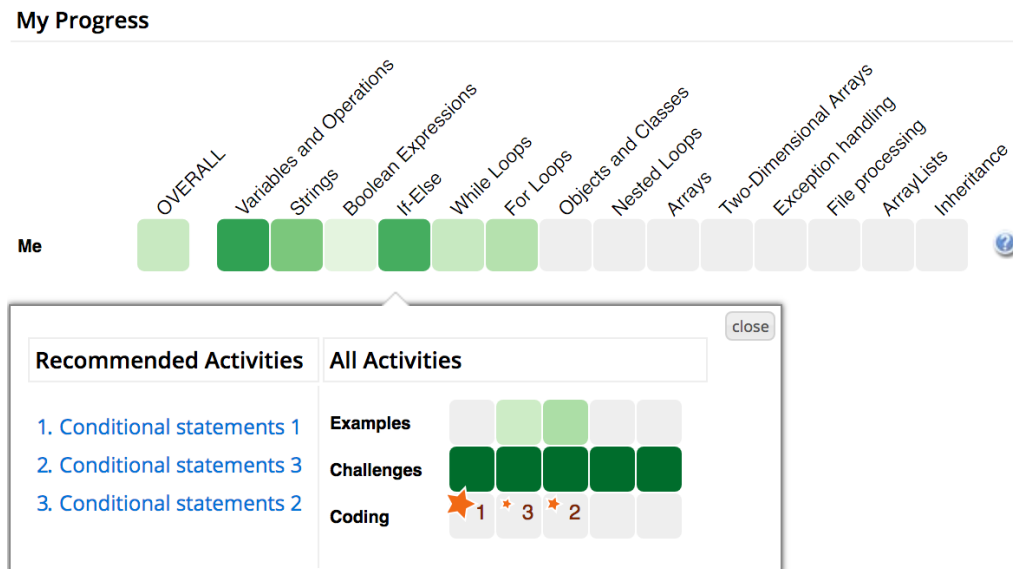 My Progress
OVERALL
Variables and Operations
Strings
Boolean Expressions
If-Else
While Loops
For Loops
Objects and Classes
Nested Loops
Arrays
Two-Dimensional Arrays
Exception handling
File processing
ArrayLists
Inheritance
Me
?
close
Recommended Activities
All Activities
1. Conditional statements 1
2. Conditional statements 3
3. Conditional statements 2
Examples
Challenges
Coding
1 3 2